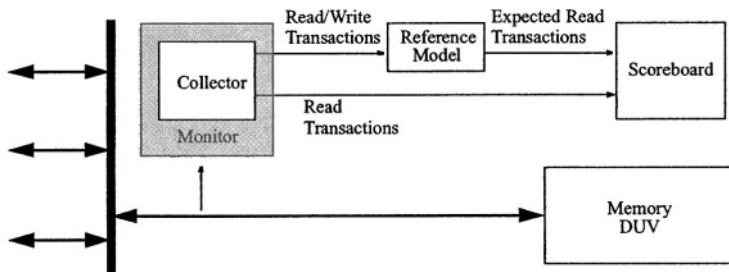 Read/Write
Transactions
Expected Read
Transactions
Reference
Model
Collector
Scoreboard
Read
Transactions
Monitor
Memory
DUV